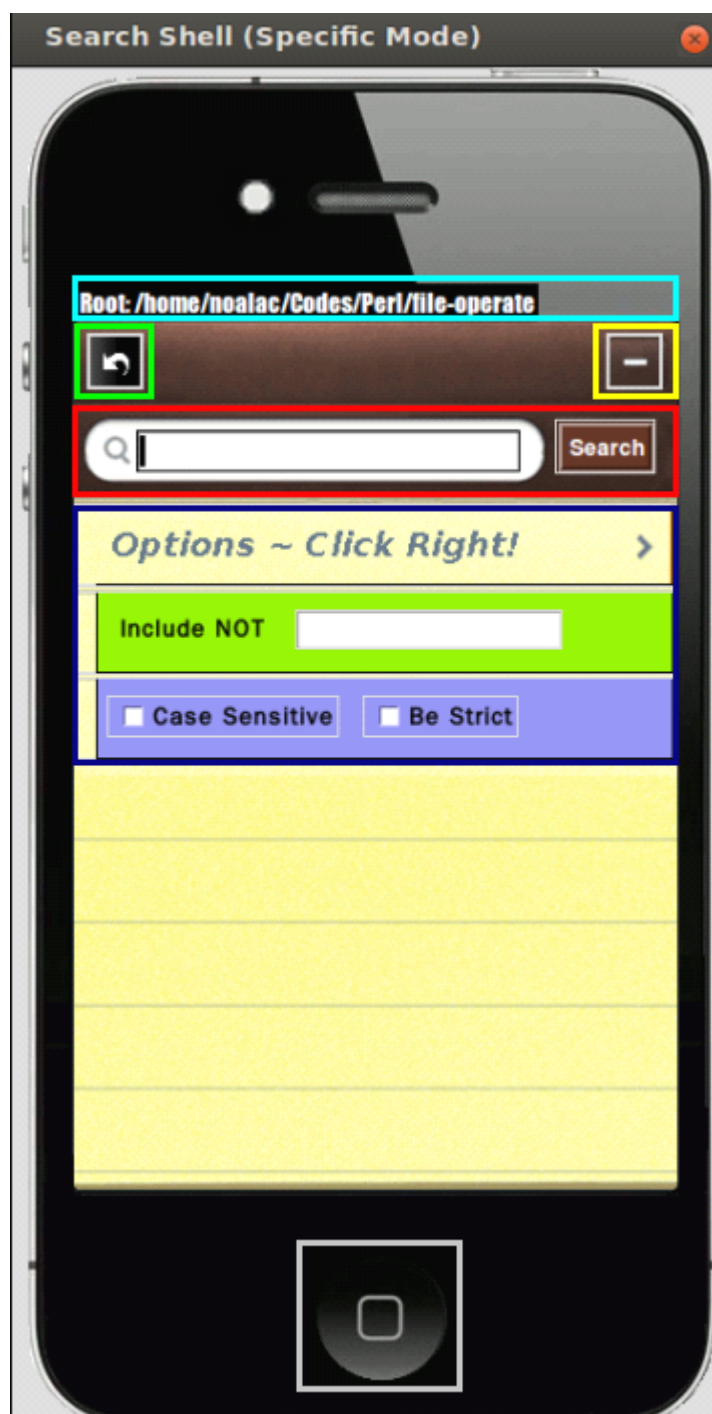 Search Shell (Specific Mode)
Root: /home/noalac/Codes/Perl/file-operate
Search
Options ~ Click Right!
Include NOT
Case Sensitive Be Strict